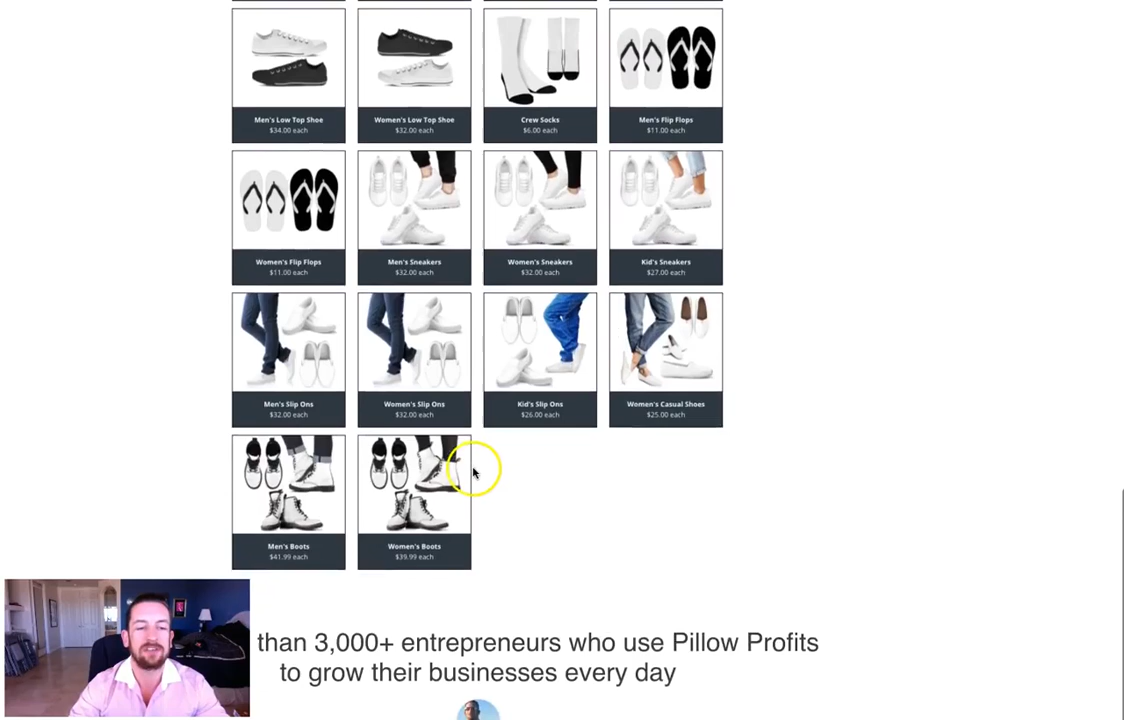 Men's Low Top Shoe
$34.00 each
Women's Low Top Shoe
$32.00 each
Crew Socks
$6.00 each
Men's Flip Flops
$11.00 each
Women's Flip Flops
$11.00 each
Men's Sneakers
$32.00 each
Women's Sneakers
$32.00 each
Kid's Sneakers
$27.00 each
Men's Slip Ons
$32.00 each
Women's Slip Ons
$32.00 each
Kid's Slip Ons
$26.00 each
Women's Casual Shoes
$25.00 each
Men's Boots
$41.99 each
Women's Boots
$39.99 each
than 3,000+ entrepreneurs who use Pillow Profits
to grow their businesses every day